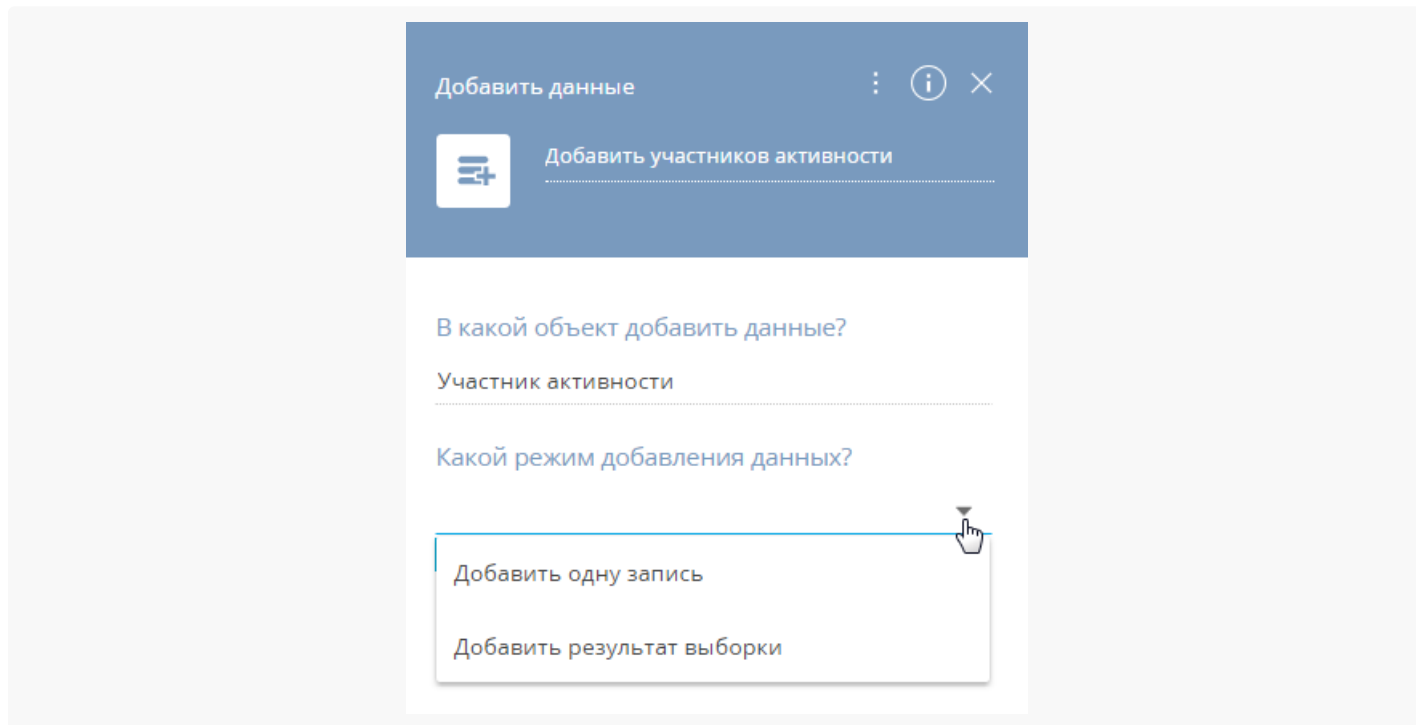 Добавить данные
Добавить участников активности
В какой объект добавить данные?
Участник активности
Какой режим добавления данных?
Добавить одну запись
Добавить результат выборки